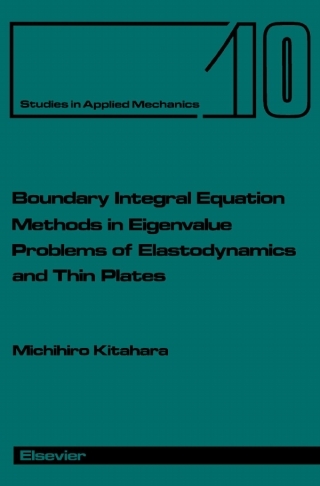 10
Studies in Applied Mechanics
Boundary Integral Equation
Methods in Eigenvalue
Problems of Elastodynamics
and Thin Plates
Michihiro Kitahara
Elsevier